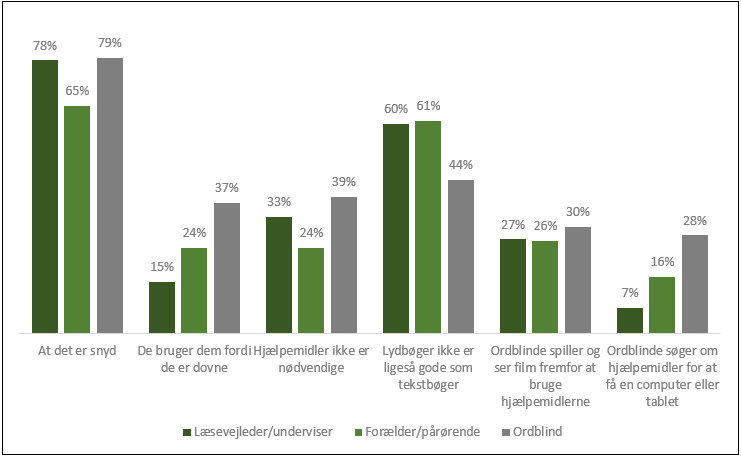 78%
65%
79%
15%
24%
37%
33%
24%
39%
60%
61%
44%
27%
26%
30%
7%
16%
28%
At det er snyd
De bruger dem fordi
de er dovne
Hjælpemidler ikke er
nødvendige
Lydbøger ikke er
ligeså gode som
tekstbøger
Ordblinde spiller og
ser film fremfor at
bruge
hjælpemidlerne
Ordblinde søger om
hjælpemidler for at
få en computer eller
tablet
Læsevejleder/underviser
Forælder/pårørende
Ordblind